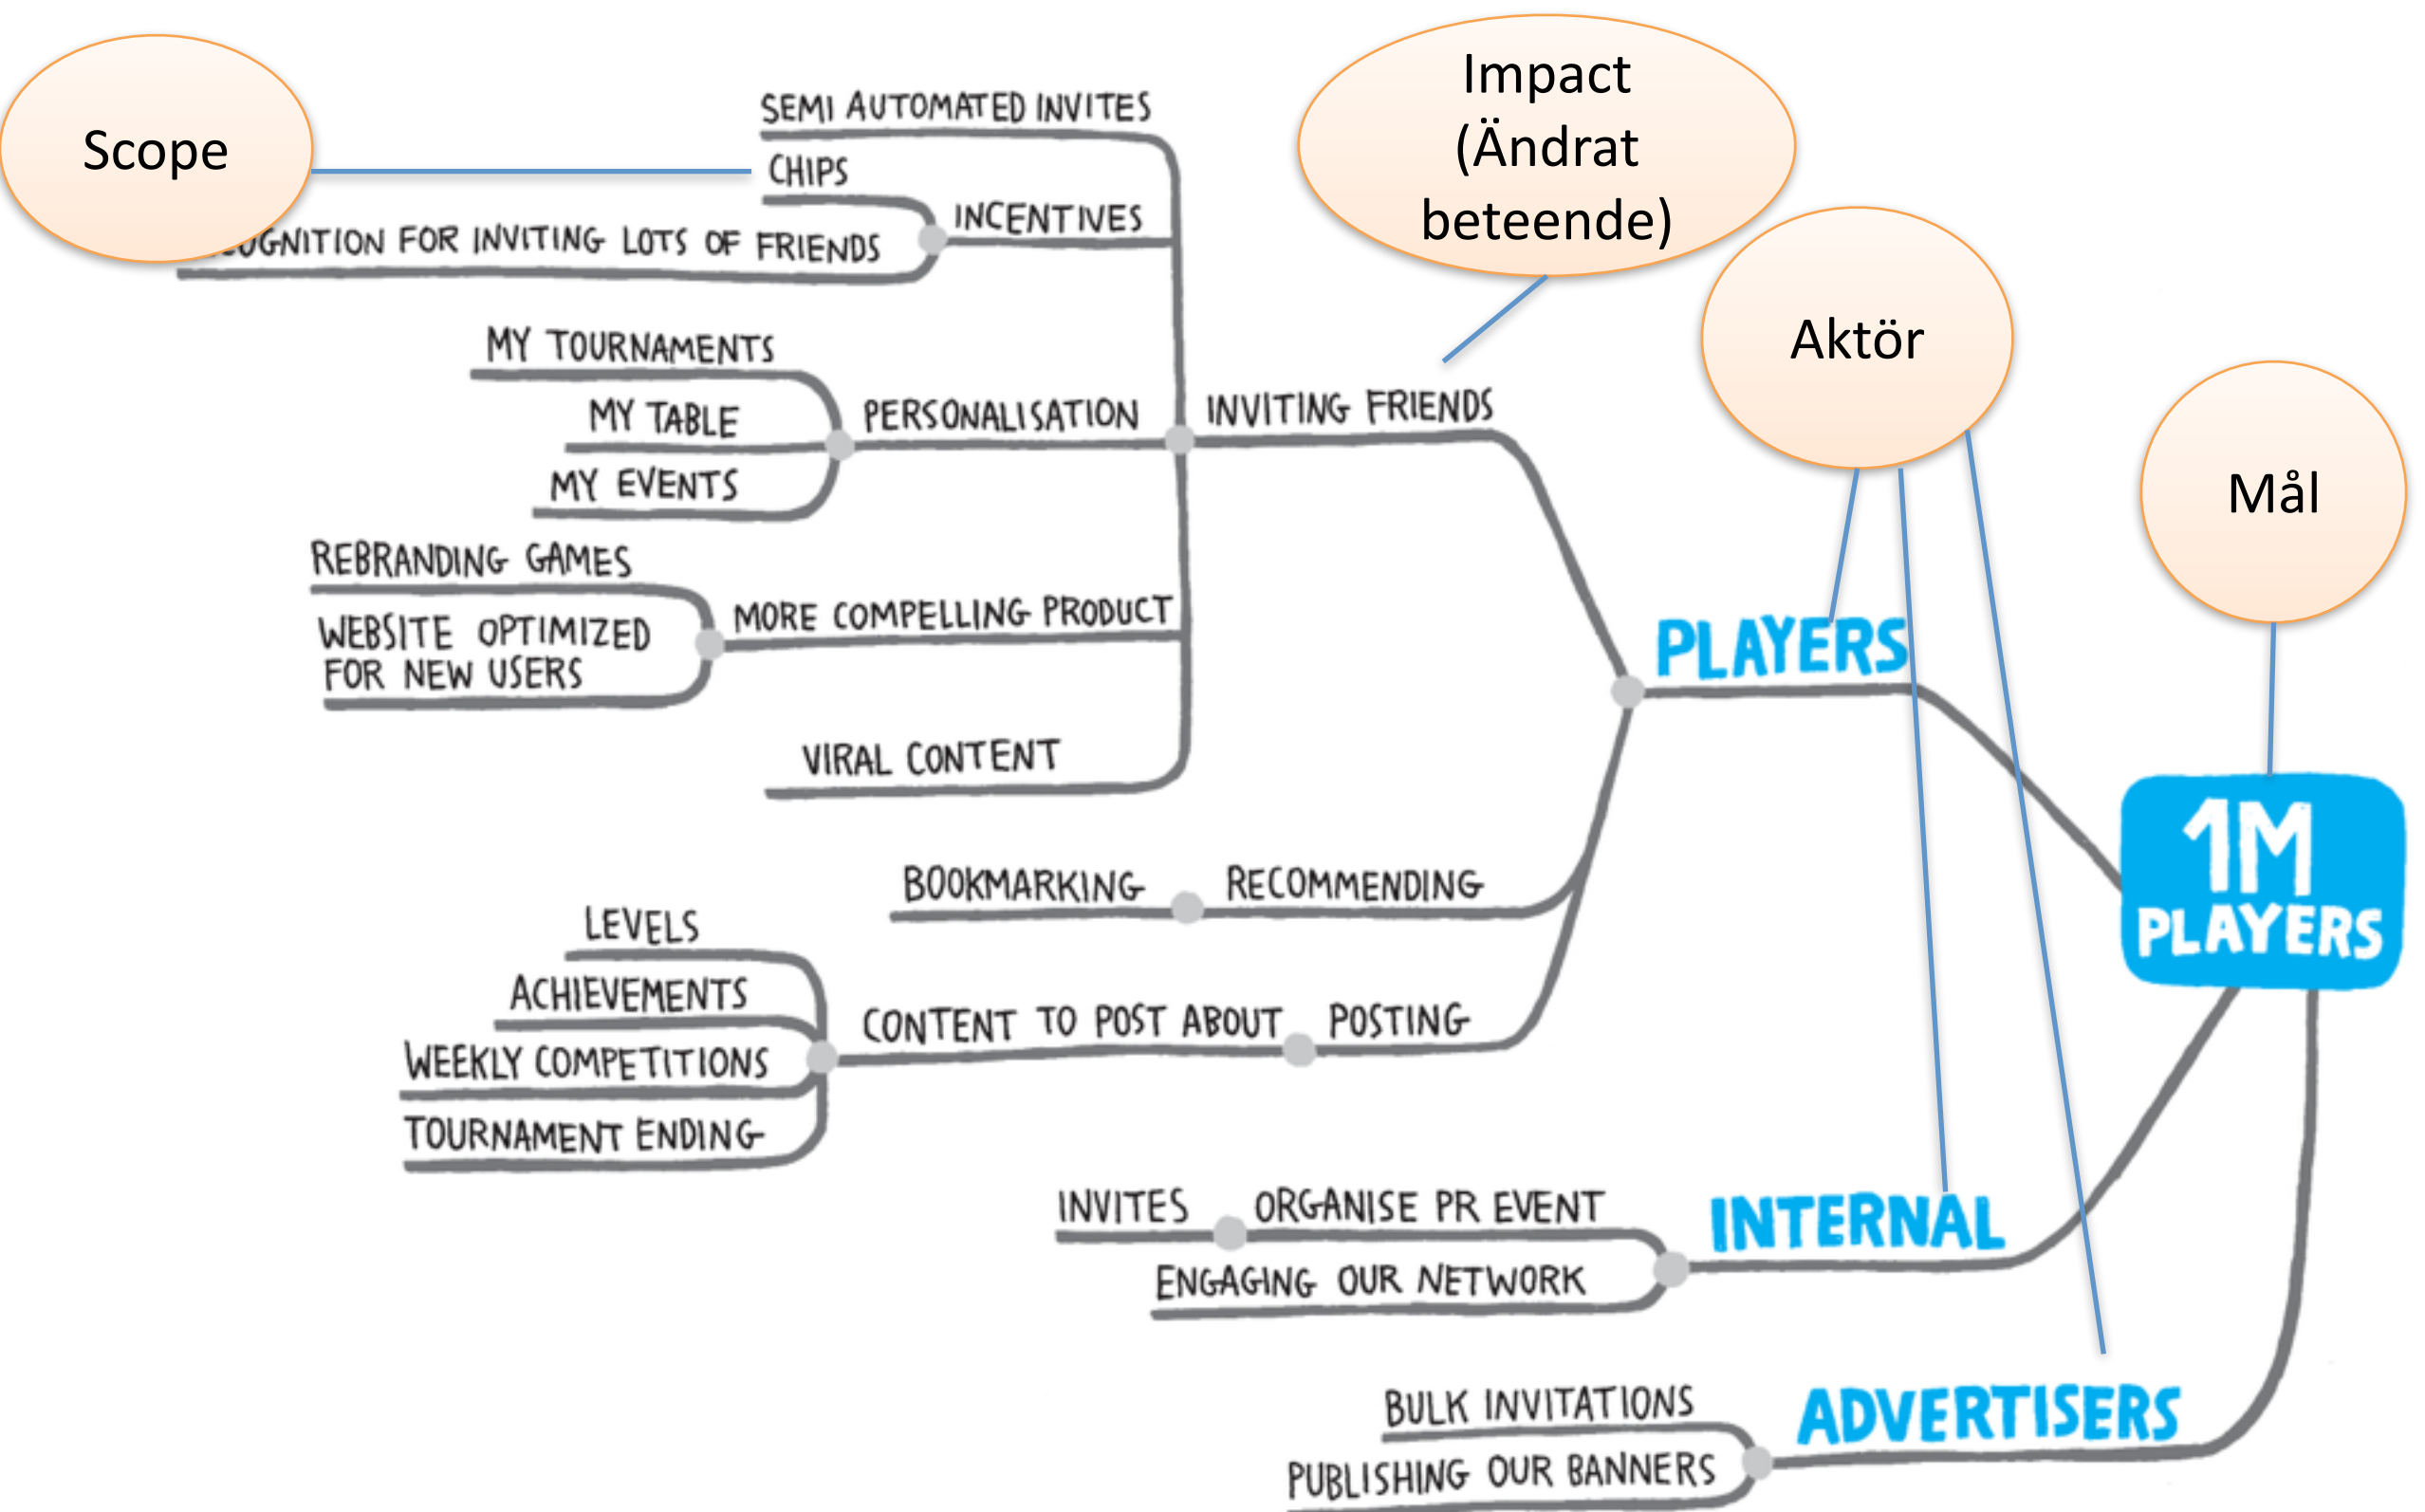 Impact
(Ändrat
beteende)
Scope
Aktör
Mål
SEMI AUTOMATED INVITES
CHIPS
INCENTIVES
FOR INVITING LOTS OF FRIENDS
MY TOURNAMENTS
MY TABLE
MY EVENTS
PERSONALISATION
INVITING FRIENDS
REBRANDING GAMES
WEBSITE OPTIMIZED
FOR NEW USERS
MORE COMPELLING PRODUCT
VIRAL CONTENT
PLAYERS
1M
PLAYERS
BOOKMARKING
RECOMMENDING
LEVELS
ACHIEVEMENTS
WEEKLY COMPETITIONS
TOURNAMENT ENDING
CONTENT TO POST ABOUT
POSTING
INVITES
ORGANISE PR EVENT
ENGAGING OUR NETWORK
INTERNAL
BULK INVITATIONS
PUBLISHING OUR BANNERS
ADVERTISERS